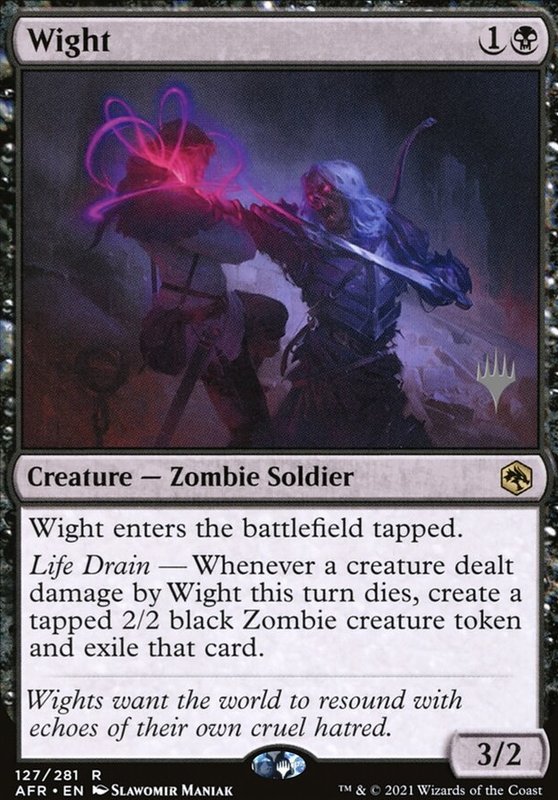 Wight 1
Creature — Zombie Soldier
Wight enters the battlefield tapped.
Life Drain — Whenever a creature dealt
damage by Wight this turn dies, create a
tapped 2/2 black Zombie creature token
and exile that card.
Wights want the world to resound with
echoes of their own cruel hatred.
3/2
127/281 R
AFR • EN SLAWOMIR MANIAK
™ & © 2021 Wizards of the Coast